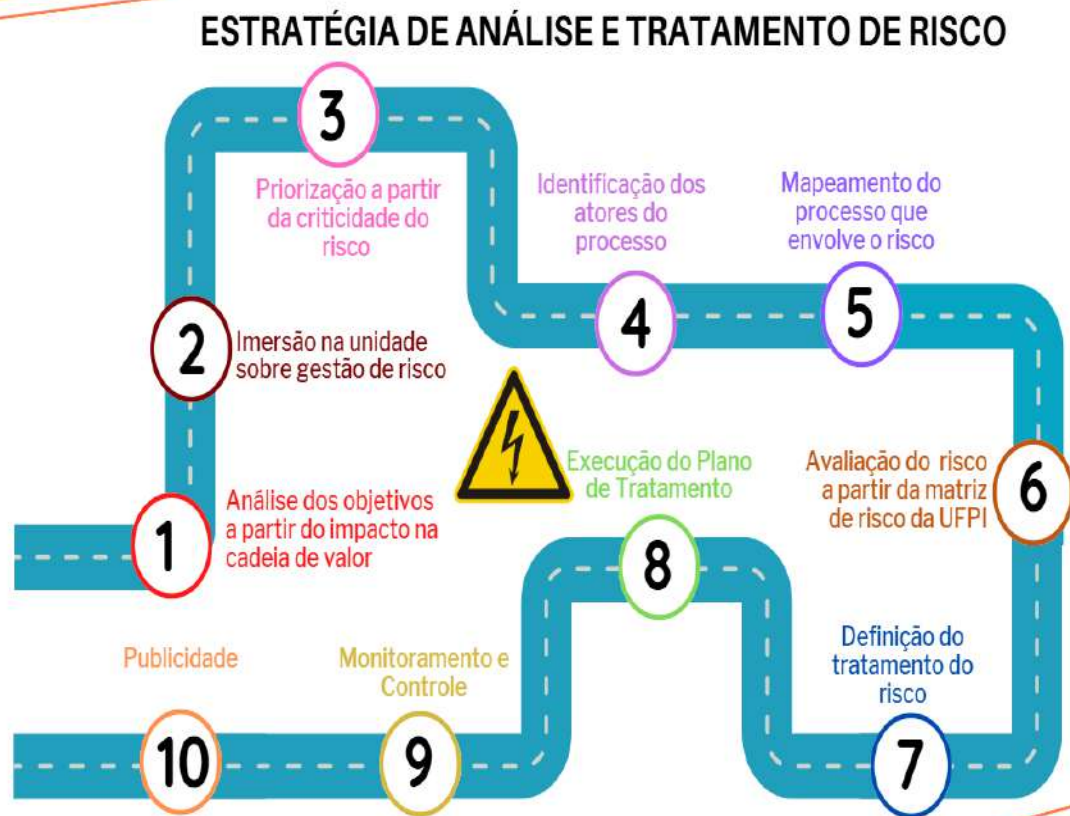 ESTRATÉGIA DE ANÁLISE E TRATAMENTO DE RISCO
1
Análise dos objetivos
a partir do impacto na
cadeia de valor
2
Imersão na unidade
sobre gestão de risco
3
Priorização a partir
da criticidade do
risco
4
Identificação dos
atores do
processo
5
Mapeamento do
processo que
envolve o risco
6
Avaliação do risco
a partir da matriz
de risco da UFPI
7
Definição do
tratamento do
risco
8
Execução do Plano
de Tratamento
9
Monitoramento e
Controle
10
Publicidade